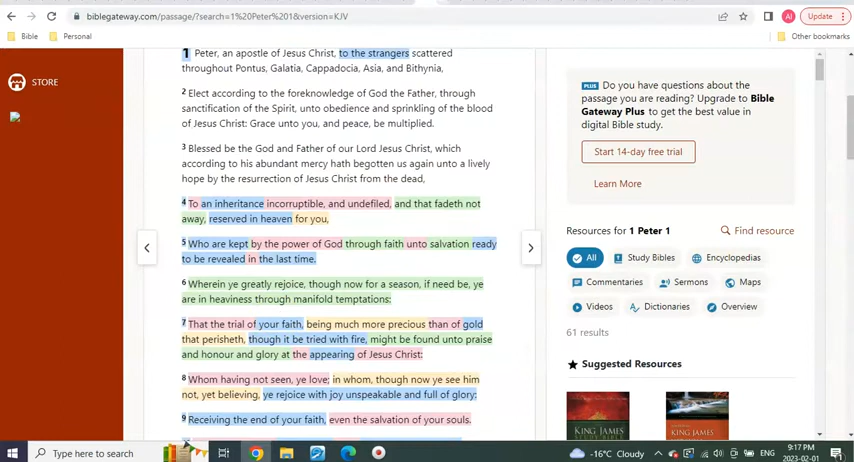 biblegateway.com/passage/?search=1%20Peter%201&version=KJV
AI
Update
Bible
Personal
Other bookmarks
STORE
1 Peter, an apostle of Jesus Christ, to the strangers scattered
throughout Pontus, Galatia, Cappadocia, Asia, and Bithynia,
2 Elect according to the foreknowledge of God the Father, through
sanctification of the Spirit, unto obedience and sprinkling of the blood
of Jesus Christ: Grace unto you, and peace, be multiplied.
3 Blessed be the God and Father of our Lord Jesus Christ, which
according to his abundant mercy hath begotten us again unto a lively
hope by the resurrection of Jesus Christ from the dead,
4 To an inheritance incorruptible, and undefiled, and that fadeth not
away, reserved in heaven for you,
5 Who are kept by the power of God through faith unto salvation ready
to be revealed in the last time.
6 Wherein ye greatly rejoice, though now for a season, if need be, ye
are in heaviness through manifold temptations:
7 That the trial of your faith, being much more precious than of gold
that perisheth, though it be tried with fire, might be found unto praise
and honour and glory at the appearing of Jesus Christ:
8 Whom having not seen, ye love; in whom, though now ye see him
not, yet believing, ye rejoice with joy unspeakable and full of glory:
9 Receiving the end of your faith, even the salvation of your souls.
PLUS Do you have questions about the
passage you are reading? Upgrade to Bible
Gateway Plus to get the best value in
digital Bible study.
Start 14-day free trial
Learn More
Resources for 1 Peter 1
Find resource
All
Study Bibles
Encyclopedias
Commentaries
Sermons
Maps
Videos
Dictionaries
Overview
61 results
Suggested Resources
KING JAMES
KING JAMES
Type here to search
-16°C Cloudy
ENG
9:17 PM
2023-02-01